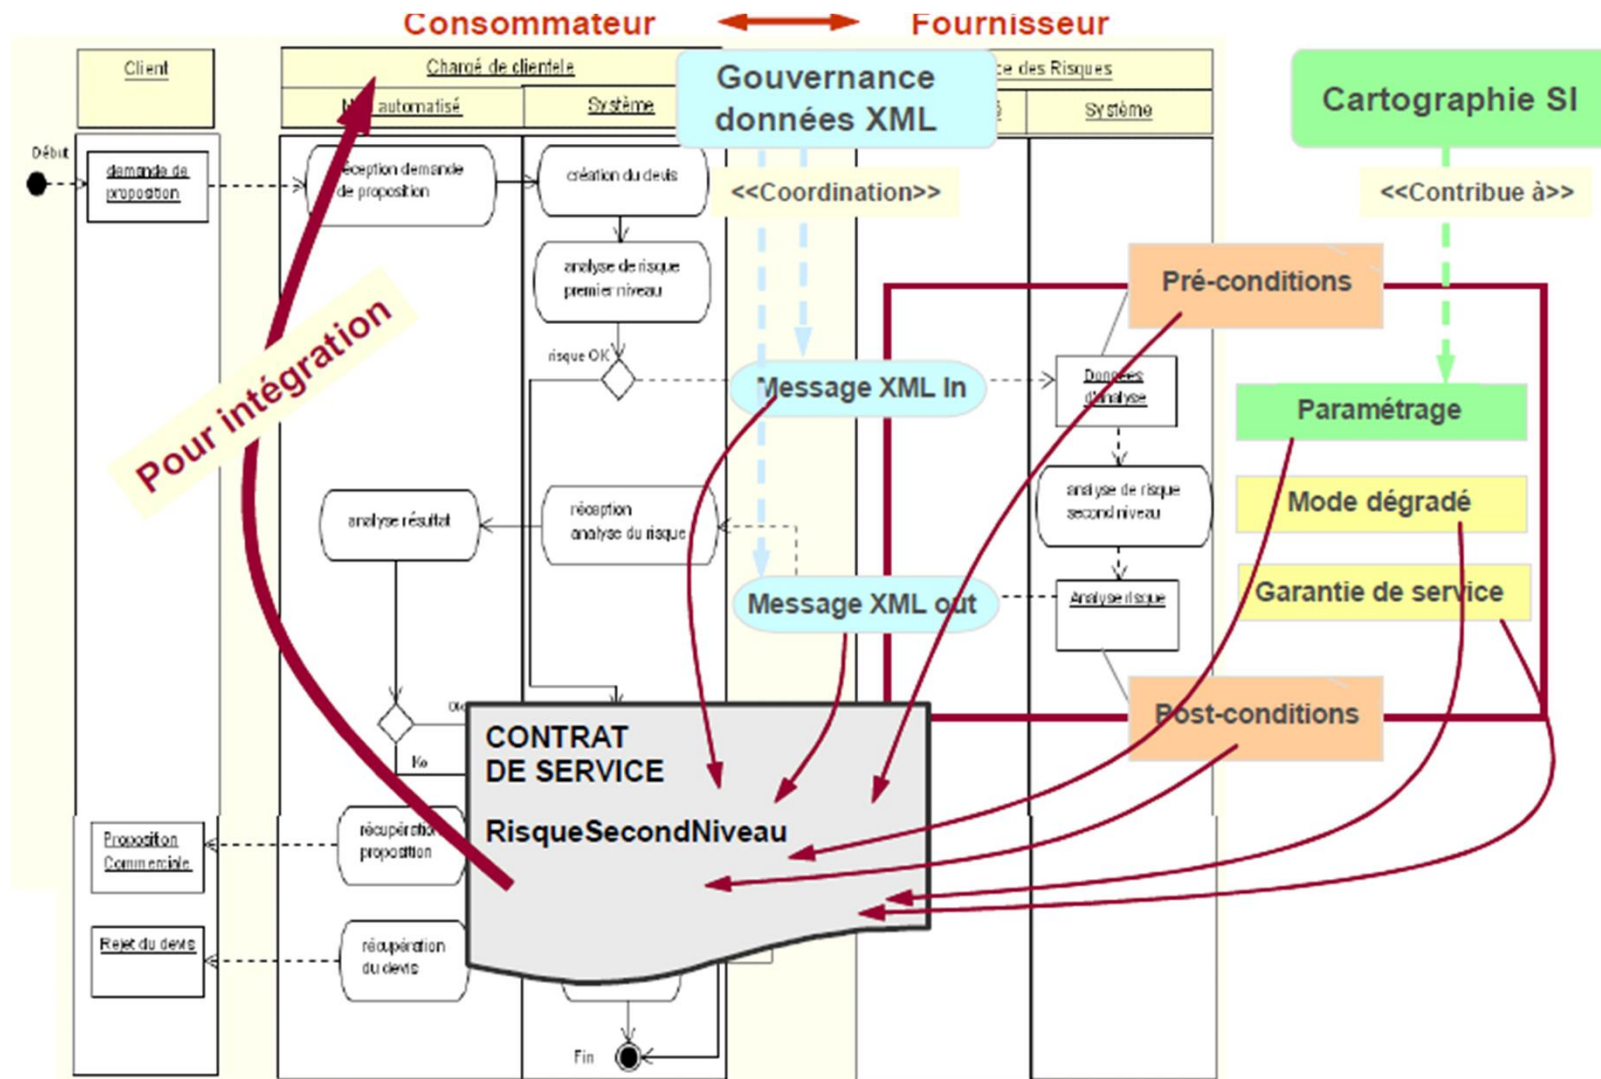 Consommateur
Fournisseur
Client
Chargé de clientele
ce des Risques
automatisé
Système
Système
Gouvernance
données XML
Cartographie SI
Début
demande de
proposition
réception demande
de proposition
création du devis
<<Coordination>>
<<Contribue à>>
analyse de risque
premier niveau
Pré-conditions
Pour intégration
risque OK
Message XML In
Données
d'analyse
Paramétrage
analyse résultat
réception
analyse du risque
analyse de risque
second niveau
Mode dégradé
Message XML out
Analyse risque
Garantie de service
Post-conditions
Ko
CONTRAT
DE SERVICE
RisqueSecondNiveau
Proposition
Commerciale
récupération
proposition
Rejet du devis
récupération
du devis
Fin